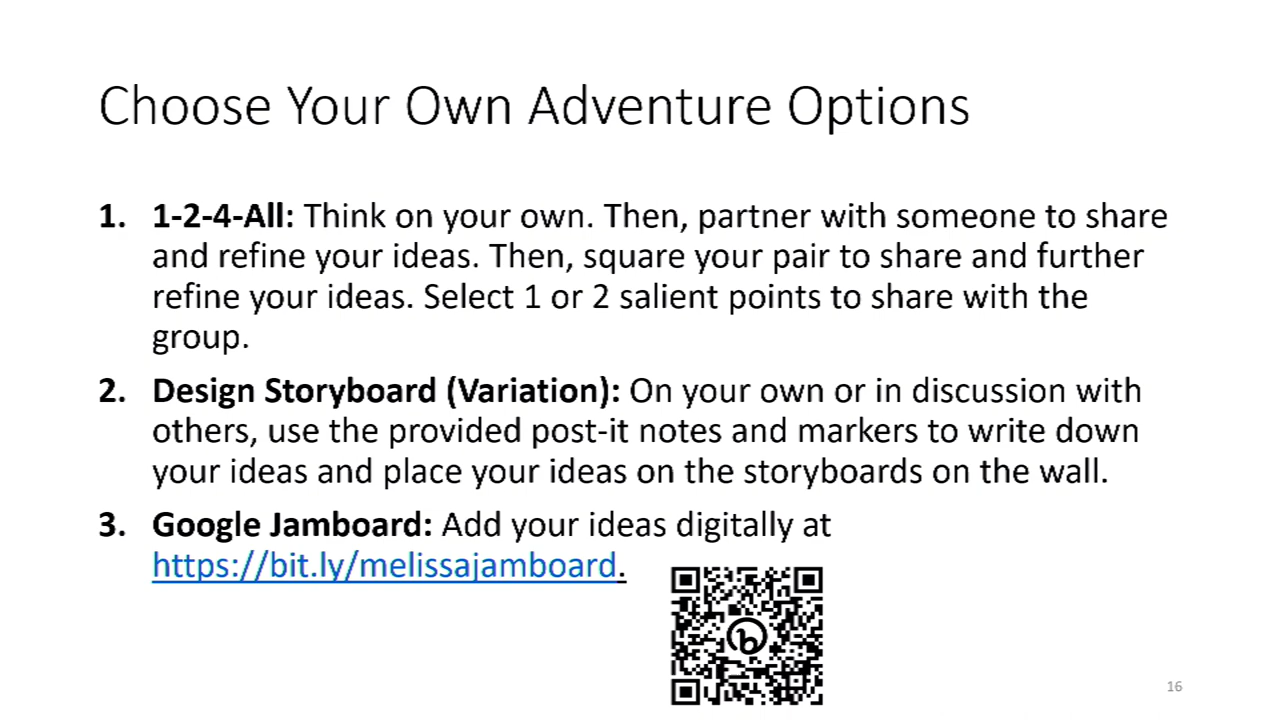 Choose Your Own Adventure Options
1. 1-2-4-All: Think on your own. Then, partner with someone to share
and refine your ideas. Then, square your pair to share and further
refine your ideas. Select 1 or 2 salient points to share with the
group.
2. Design Storyboard (Variation): On your own or in discussion with
others, use the provided post-it notes and markers to write down
your ideas and place your ideas on the storyboards on the wall.
3. Google Jamboard: Add your ideas digitally at
https://bit.ly/melissajamboard.
b
16